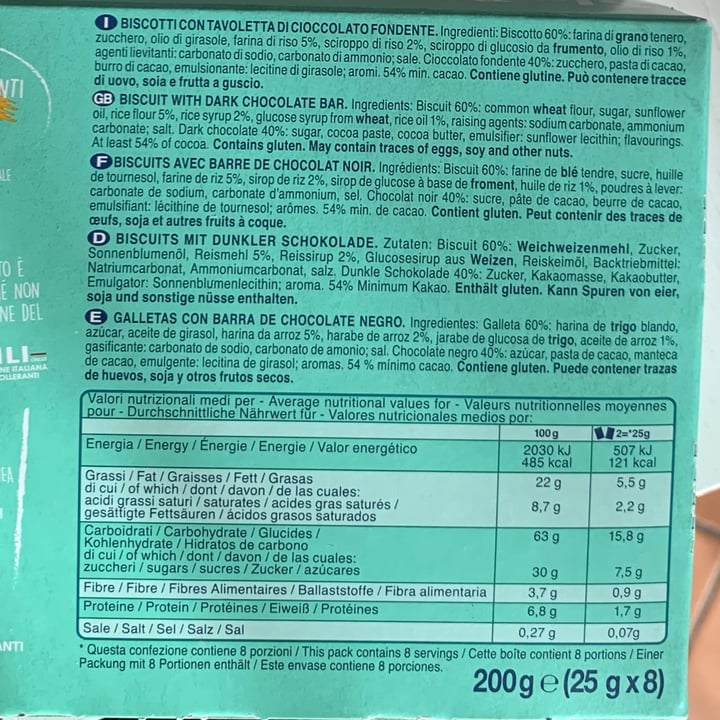 I BISCOTTI CON TAVOLETTA DI CIOCCOLATO FONDENTE. Ingredienti: Biscotto 60%: farina di grano tenero,
zucchero, olio di girasole, farina di riso 5%, sciroppo di riso 2%, sciroppo di glucosio da frumento, olio di riso 1%,
agenti lievitanti: carbonato di sodio, carbonato di ammonio; sale. Cioccolato fondente 40%: zucchero, pasta di cacao,
burro di cacao, emulsionante: lecitine di girasole; aromi. 54% min. cacao. Contiene glutine. Può contenere tracce
di uovo, soia e frutta a guscio.
GB BISCUIT WITH DARK CHOCOLATE BAR. Ingredients: Biscuit 60%: common wheat flour, sugar, sunflower
oil, rice flour 5%, rice syrup 2%, glucose syrup from wheat, rice oil 1%, raising agents: sodium carbonate, ammonium
carbonate; salt. Dark chocolate 40%: sugar, cocoa paste, cocoa butter, emulsifier: sunflower lecithin; flavourings.
At least 54% of cocoa. Contains gluten. May contain traces of eggs, soy and other nuts.
F BISCUITS AVEC BARRE DE CHOCOLAT NOIR. Ingrédients: Biscuit 60%: farine de blé tendre, sucre, huille
de tournesol, farine de riz 5%, sirop de riz 2%, sirop de glucose à base de froment, huile de riz 1%, poudres à lever:
carbonate de sodium, carbonate d'ammonium, sel. Chocolat noir 40%: sucre, pâte de cacao, beurre de cacao,
emulsifiant: lécithine de tournesol; arômes. 54% min. de cacao. Contient gluten. Peut contenir des traces de
œufs, soja et autres fruits à coque.
D BISCUITS MIT DUNKLER SCHOKOLADE. Zutaten: Biscuit 60%: Weichweizenmehl, Zucker,
Sonnenblumenöl, Reismehl 5%, Reissirup 2%, Glucosesirup aus Weizen, Reiskeimöl, Backtriebmittel:
Natriumcarbonat, Ammoniumcarbonat, salz. Dunkle Schokolade 40%: Zucker, Kakaomasse, Kakaobutter,
Emulgator: Sonnenblumenlecithin; aroma. 54% Minimum Kakao. Enthält gluten. Kann Spuren von eier,
soja und sonstige nüsse enthalten.
E GALLETAS CON BARRA DE CHOCOLATE NEGRO. Ingredientes: Galleta 60%: harina de trigo blando,
azúcar, aceite de girasol, harina da arroz 5%, harabe de arroz 2%, jarabe de glucosa de trigo, aceite de arroz 1%,
gasificante: carbonato de sodio, carbonato de amonio; sal. Chocolate negro 40%: azúcar, pasta de cacao, manteca
de cacao, emulgente: lecitina de girasol; aromas. 54 % mínimo cacao. Contiene gluten. Puede contener trazas
de huevos, soja y otros frutos secos.
Valori nutrizionali medi per - Average nutritional values for - Valeurs nutritionnelles moyennes
pour - Durchschnittliche Nährwert für - Valores nutricionales medios por:
100 g 2=*25g
Energia / Energy / Énergie / Energie / Valor energético 2030 kJ 507 kJ
485 kcal 121 kcal
Grassi / Fat / Graisses / Fett / Grasas 22 g 5,5 g
di cui / of which / dont / davon / de las cuales:
acidi grassi saturi / saturates / acides gras saturés / 8,7 g 2,2 g
gesättigte Fettsäuren / ácidos grasos saturados
Carboidrati / Carbohydrate / Glucides / 63 g 15,8 g
Kohlenhydrate / Hidratos de carbono
di cui / of which / dont / davon / de las cuales:
zuccheri / sugars / sucres / Zucker / azúcares 30 g 7,5 g
Fibre / Fibre / Fibres Alimentaires / Ballaststoffe / Fibra alimentaria 3,7 g 0,9 g
Proteine / Protein / Protéines / Eiweiß / Protéines 6,8 g 1,7 g
Sale / Salt / Sel / Salz / Sal 0,27 g 0,07g
* Questa confezione contiene 8 porzioni / This pack contains 8 servings / Cette boîte contient 8 portions / Einer
Packung mit 8 Portionen enthält / Este envase contiene 8 porciones.
200 g e (25 g x 8)
NTI
ALE
TO È
É NON
NE DEL
ILI
NE ITALIANA
OLLERANTI
EA
ANTI